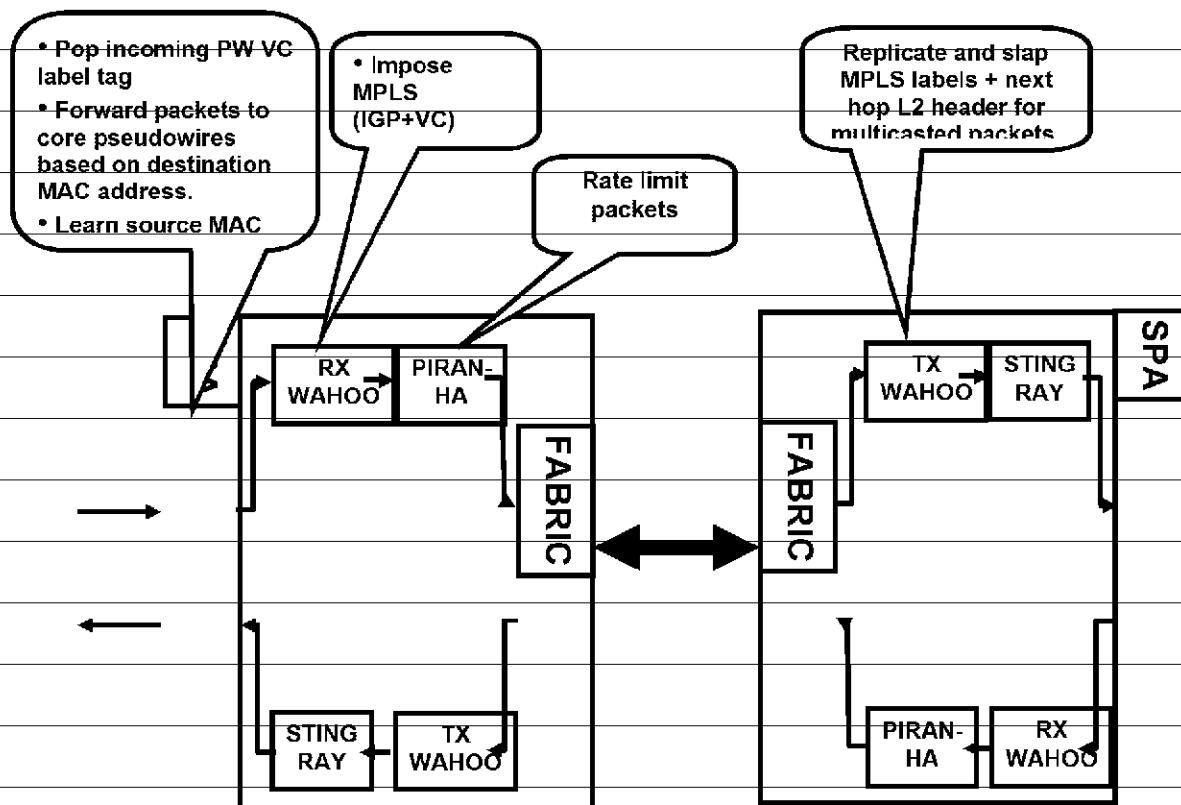 • Pop incoming PW VC
label tag
• Forward packets to
core pseudowires
based on destination
MAC address.
• Learn source MAC
• Impose
MPLS
(IGP+VC)
Rate limit
packets
Replicate and slap
MPLS labels + next
hop L2 header for
multicasted packets
RX
WAHOO
PIRAN-
HA
FABRIC
STING
RAY
TX
WAHOO
FABRIC
TX
WAHOO
STING
RAY
SPA
PIRAN-
HA
RX
WAHOO